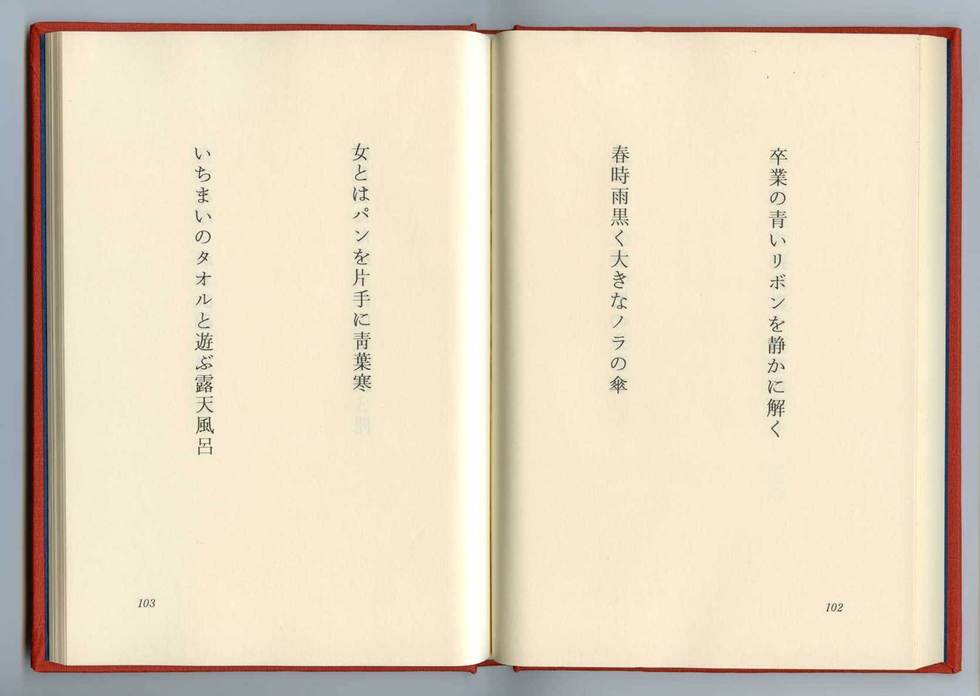 卒業の青いリボンを静かに解く
春時雨黒く大きなノラの傘
102
女とはパンを片手に青葉寒
いちまいのタオルと遊ぶ露天風呂
103